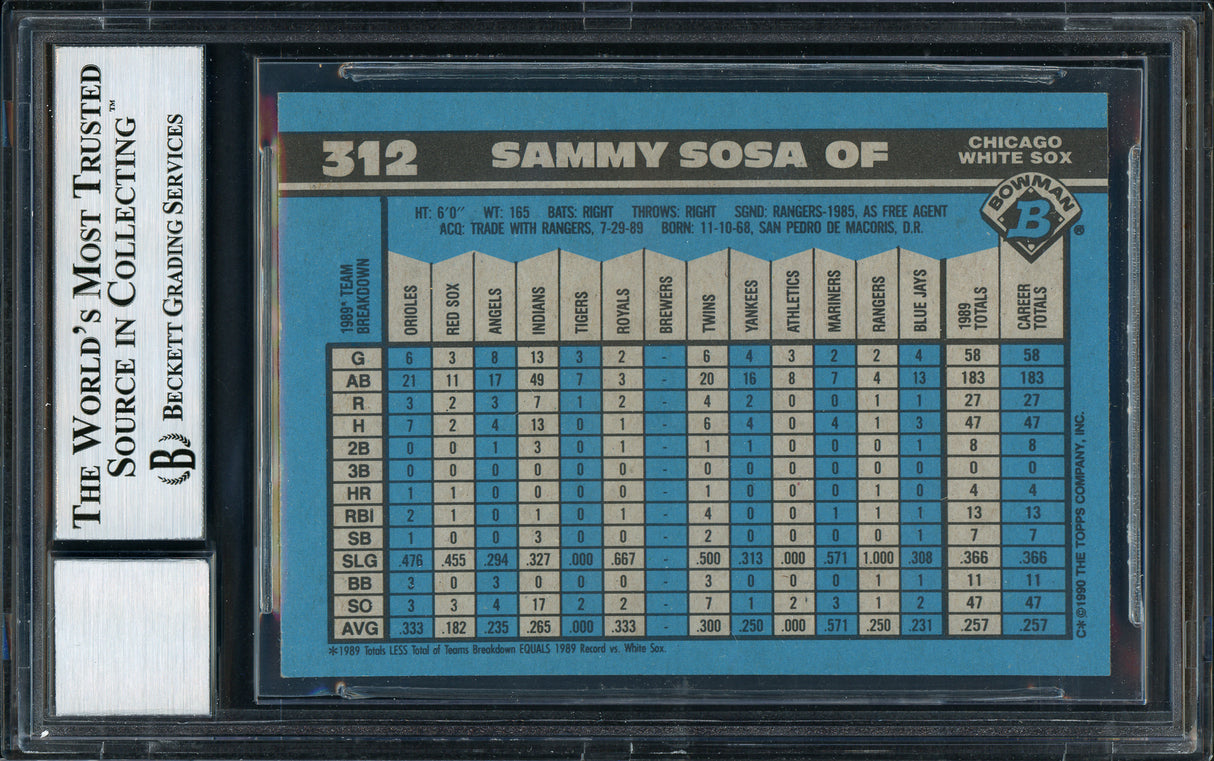 THE WORLD'S MOST TRUSTED
SOURCE IN COLLECTING™
B BECKETT GRADING SERVICES
312 SAMMY SOSA OF CHICAGO
WHITE SOX
BOWMAN
B ®
HT: 6'0" WT: 165 BATS: RIGHT THROWS: RIGHT SGND: RANGERS-1985, AS FREE AGENT
ACQ: TRADE WITH RANGERS, 7-29-89 BORN: 11-10-68, SAN PEDRO DE MACORIS, D.R.
1989* TEAM BREAKDOWN ORIOLES RED SOX ANGELS INDIANS TIGERS ROYALS BREWERS TWINS YANKEES ATHLETICS MARINERS RANGERS BLUE JAYS 1989 TOTALS CAREER TOTALS
G 6 3 8 13 3 2 - 6 4 3 2 2 4 58 58
AB 21 11 17 49 7 3 - 20 16 8 7 4 13 183 183
R 3 2 3 7 1 2 - 4 2 0 0 1 1 27 27
H 7 2 4 13 0 1 - 6 4 0 4 1 3 47 47
2B 0 0 1 3 0 1 - 1 1 0 0 0 1 8 8
3B 0 0 0 0 0 0 - 0 0 0 0 0 0 0 0
HR 1 1 0 0 0 0 - 1 0 0 0 1 0 4 4
RBI 2 1 0 1 0 1 - 4 0 0 1 1 1 13 13
SB 1 0 0 3 0 0 - 2 0 0 0 0 1 7 7
SLG .476 .455 .294 .327 .000 .667 - .500 .313 .000 .571 1.000 .308 .366 .366
BB 3 0 3 0 0 0 - 3 0 0 0 1 1 11 11
SO 3 3 4 17 2 2 - 7 1 2 3 1 2 47 47
AVG .333 .182 .235 .265 .000 .333 - .300 .250 .000 .571 .250 .231 .257 .257
*1989 Totals LESS Total of Teams Breakdown EQUALS 1989 Record vs. White Sox.
C*©1990 THE TOPPS COMPANY, INC.